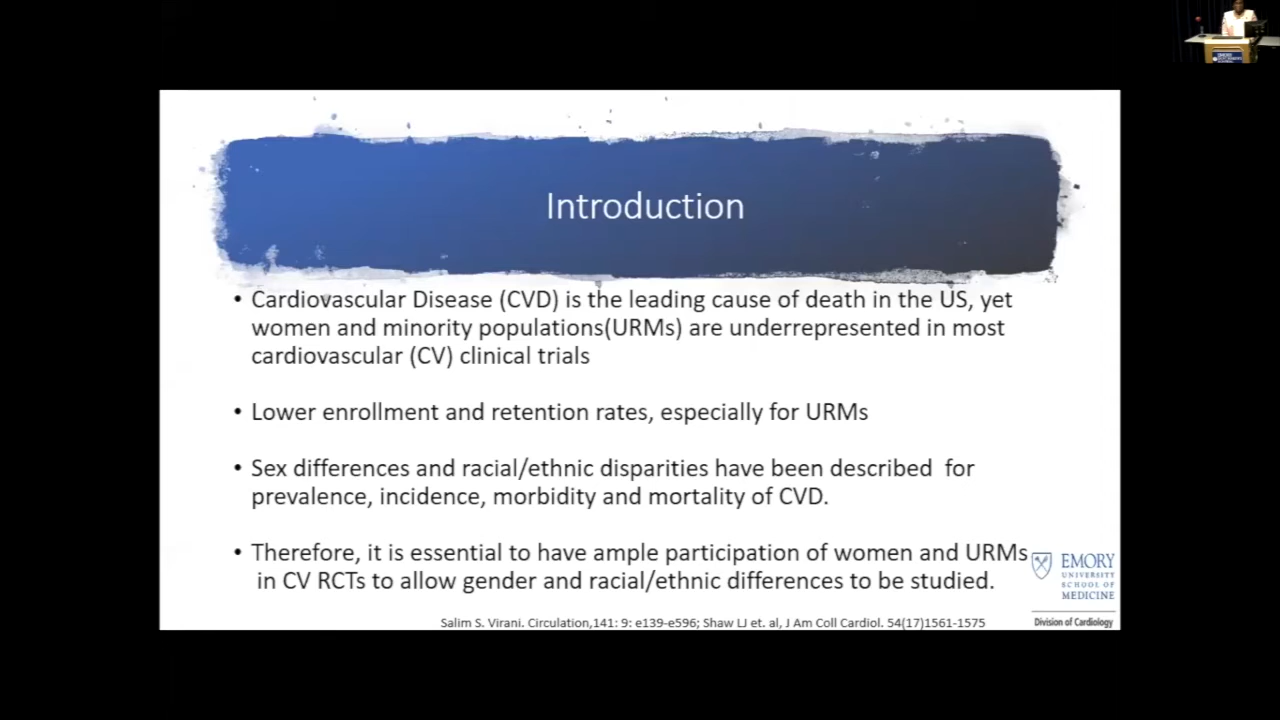 Introduction
• Cardiovascular Disease (CVD) is the leading cause of death in the US, yet
women and minority populations(URMs) are underrepresented in most
cardiovascular (CV) clinical trials
• Lower enrollment and retention rates, especially for URMs
• Sex differences and racial/ethnic disparities have been described  for
prevalence, incidence, morbidity and mortality of CVD.
• Therefore, it is essential to have ample participation of women and URMs
in CV RCTs to allow gender and racial/ethnic differences to be studied.
EMORY
UNIVERSITY
SCHOOL OF
MEDICINE
Division of Cardiology
Salim S. Virani. Circulation,141: 9: e139-e596; Shaw LJ et. al, J Am Coll Cardiol. 54(17)1561-1575